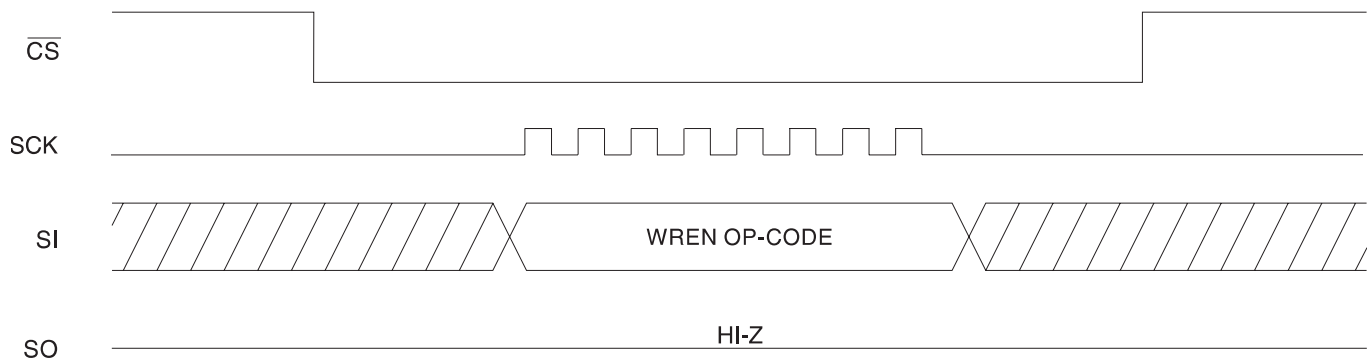 CS
SCK
SI
WREN OP-CODE
HI-Z
SO